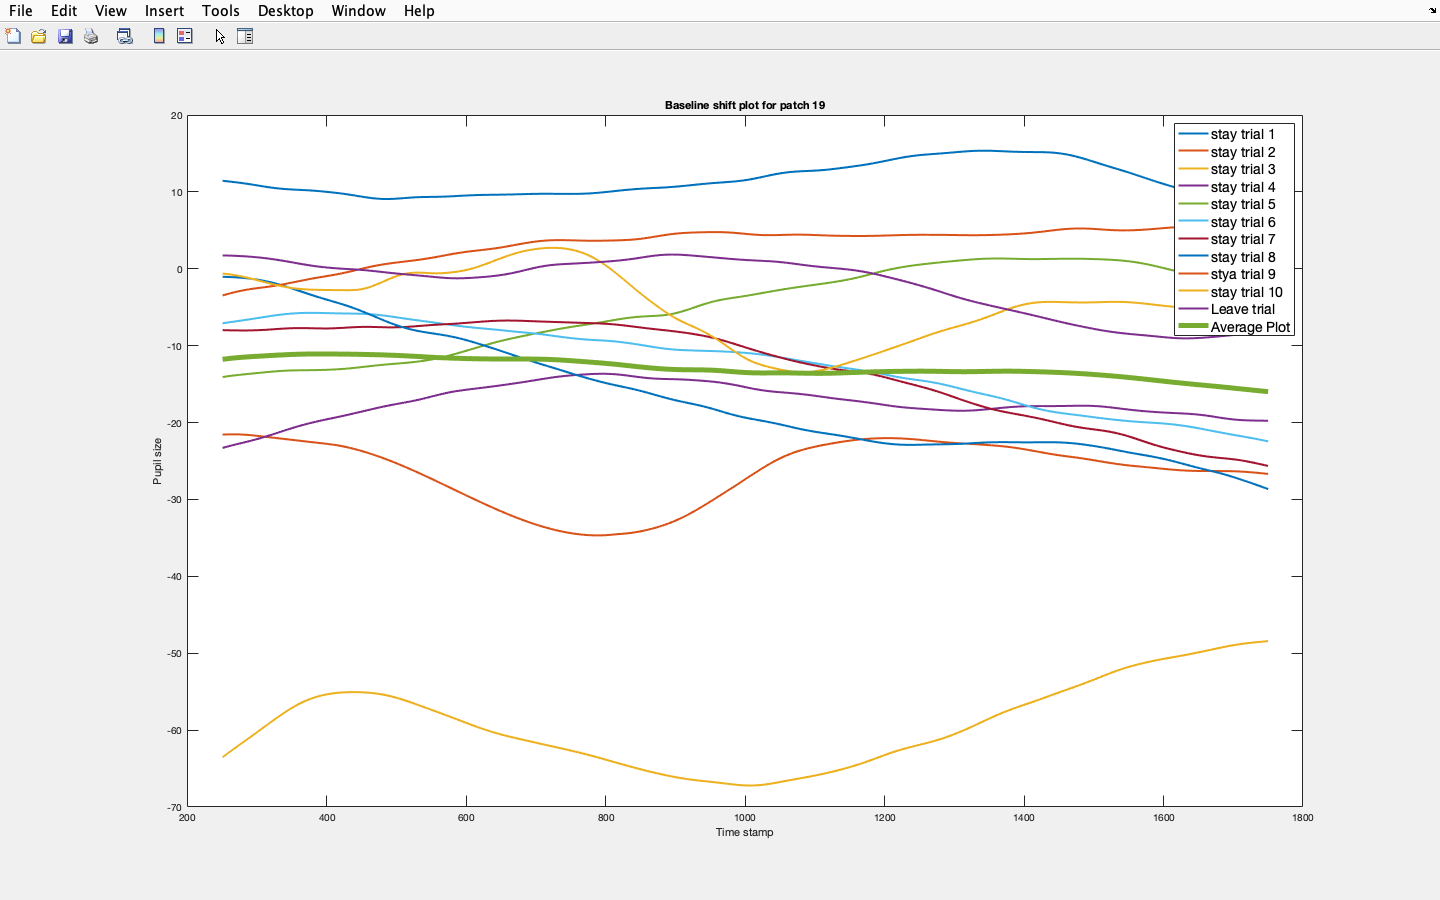 File Edit View Insert Tools Desktop Window Help
Baseline shift plot for patch 19
20
10
0
-10
-20
-30
-40
-50
-60
-70
Pupil size
200 400 600 800 1000 1200 1400 1600 1800
Time stamp
stay trial 1
stay trial 2
stay trial 3
stay trial 4
stay trial 5
stay trial 6
stay trial 7
stay trial 8
stya trial 9
stay trial 10
Leave trial
Average Plot